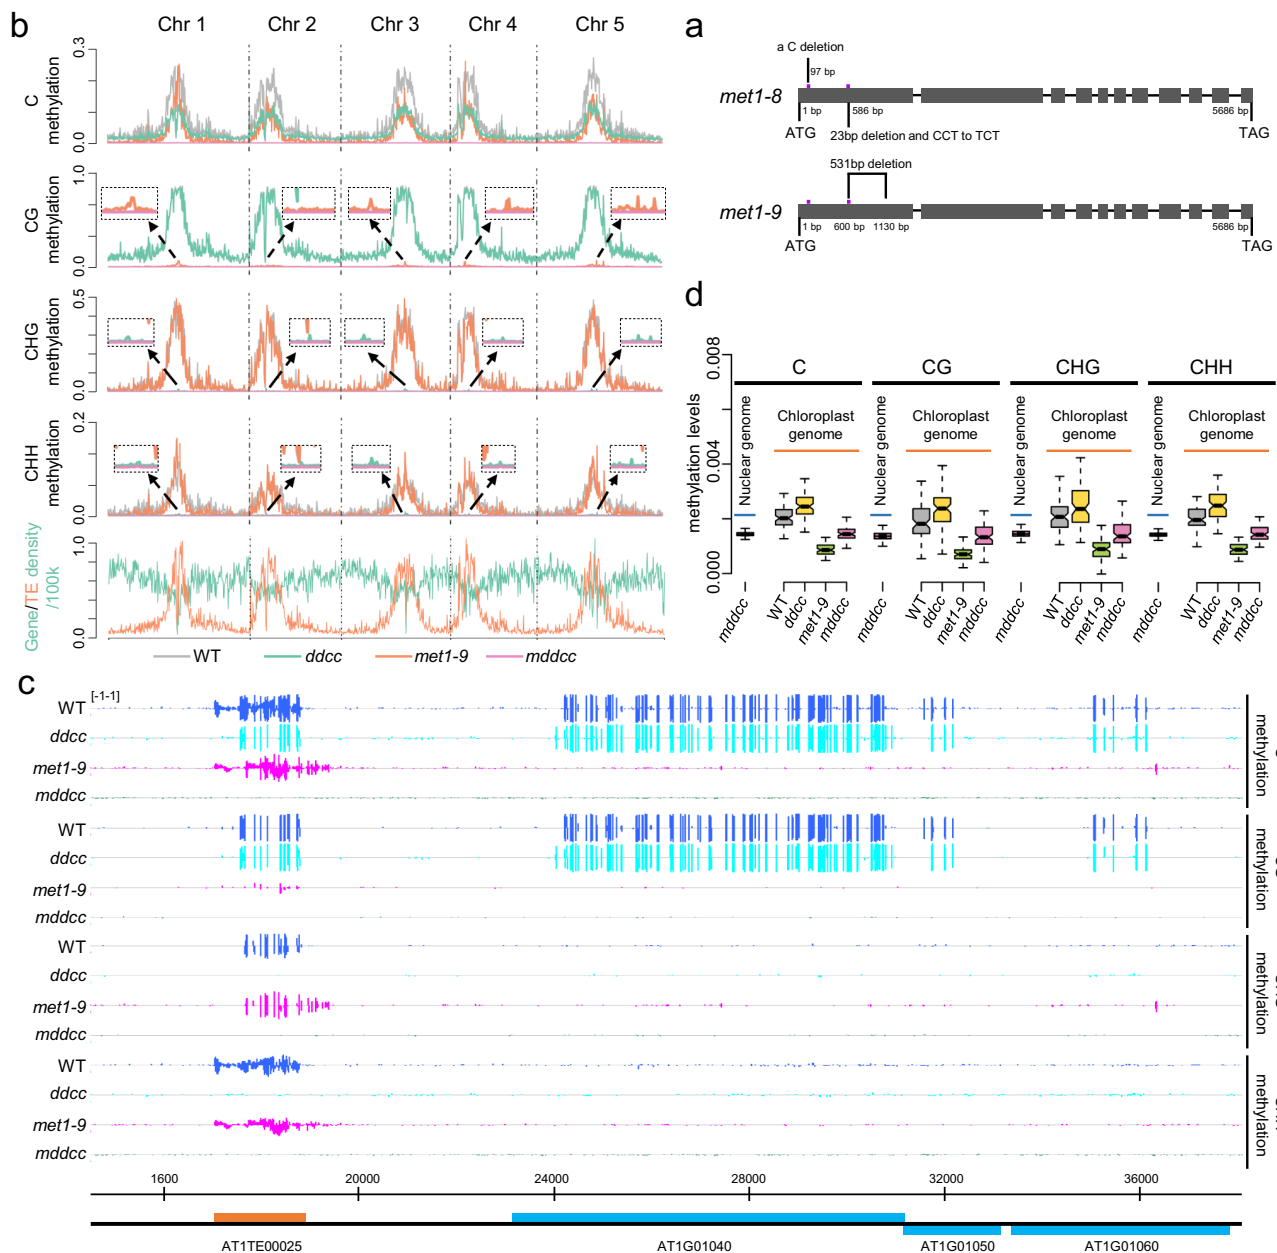 b
Chr 1
Chr 2
Chr 3
Chr 4
Chr 5
C
methylation
0.3
0.0
CG
methylation
1.0
0.0
CHG
methylation
0.5
0.0
CHH
methylation
0.2
0.0
Gene/TE density
/100k
1.0
0.0
WT
ddcc
met1-9
mddcc
a
a C deletion
97 bp
met1-8
1 bp
586 bp
5686 bp
ATG
23bp deletion and CCT to TCT
TAG
531bp deletion
met1-9
1 bp
600 bp
1130 bp
5686 bp
ATG
TAG
d
methylation levels
0.008
0.004
0.000
C
CG
CHG
CHH
Nuclear genome
Chloroplast
genome
Nuclear genome
Chloroplast
genome
Nuclear genome
Chloroplast
genome
Nuclear genome
Chloroplast
genome
mddcc
WT
ddcc
met1-9
mddcc
mddcc
WT
ddcc
met1-9
mddcc
mddcc
WT
ddcc
met1-9
mddcc
mddcc
WT
ddcc
met1-9
mddcc
c
[-1-1]
WT
ddcc
met1-9
mddcc
methylation
WT
ddcc
met1-9
mddcc
methylation
WT
ddcc
met1-9
mddcc
methylation
WT
ddcc
met1-9
mddcc
methylation
1600
20000
24000
28000
32000
36000
AT1TE00025
AT1G01040
AT1G01050
AT1G01060